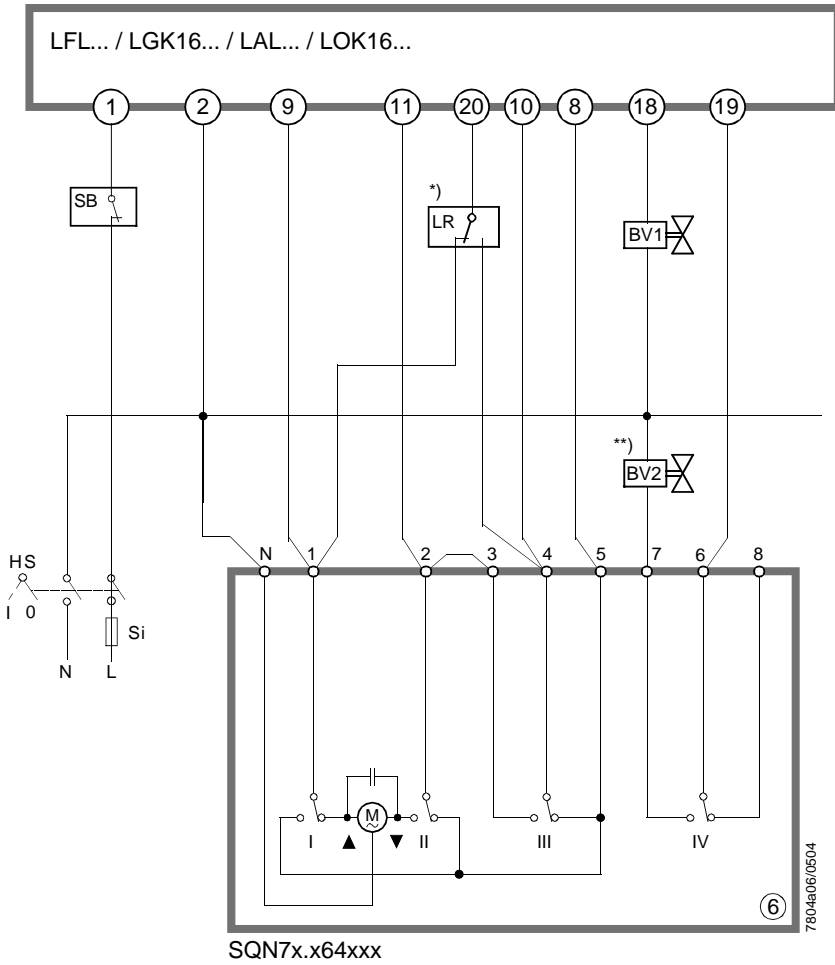 LFL... / LGK16... / LAL... / LOK16...
1 2 9 11 20 10 8 18 19
*)
SB
LR
BV1
**)
BV2
HS
I 0
Si
N L
N 1 2 3 4 5 7 6 8
M
~
I ▲ ▼ II III IV
6
7804a06/0504
SQN7x.x64xxx